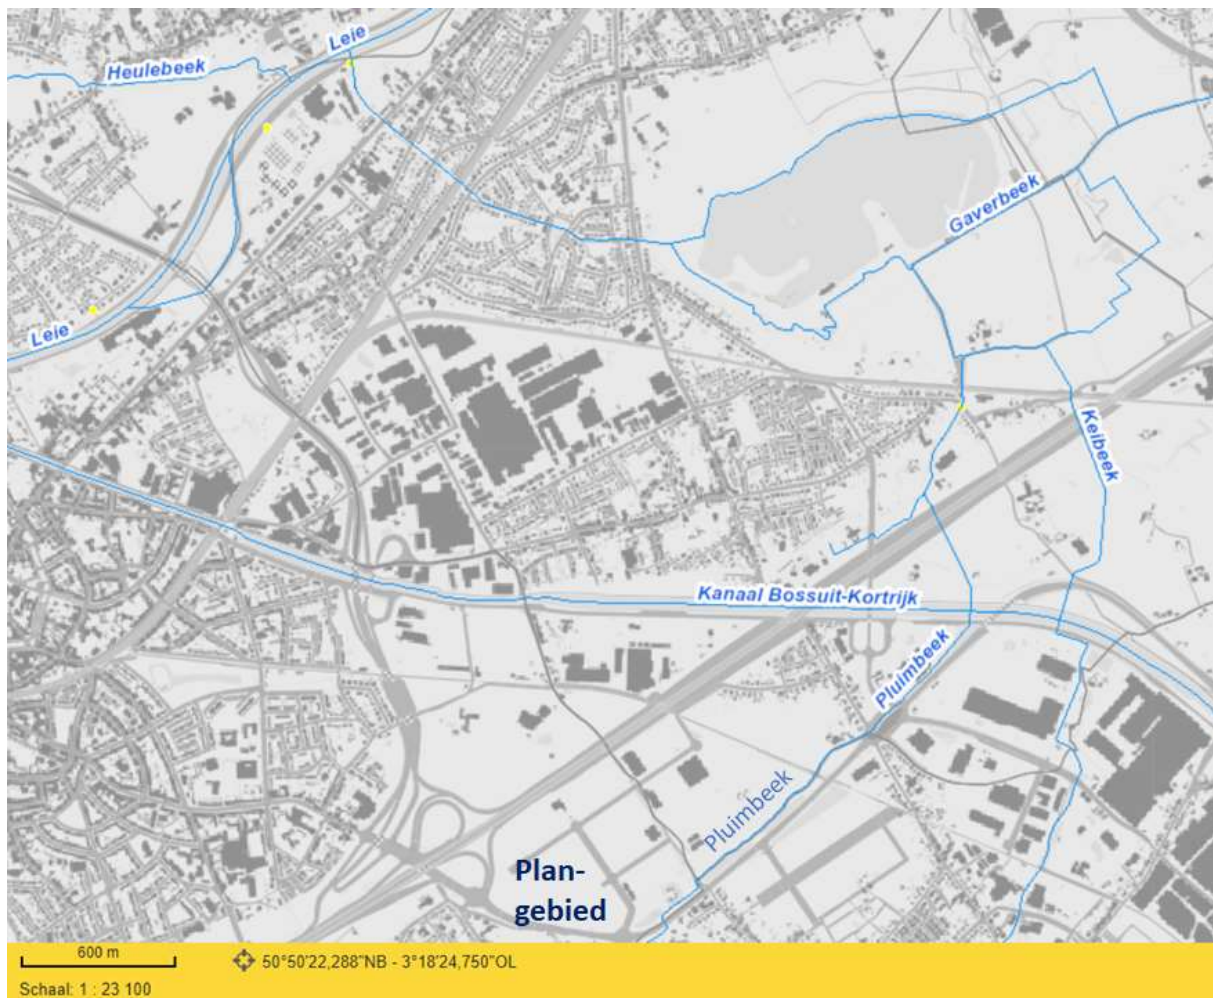 Leie
Heulebeek
Gaverbeek
Leie
Keibeek
Kanaal Bossuit-Kortrijk
Pluimbeek
Pluimbeek
Plan-
gebied
600 m
50°50'22,288"NB - 3°18'24,750"OL
Schaal: 1 : 23 100